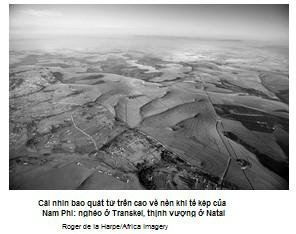 Cái nhìn bao quát từ trên cao về nền khi tế kép của
Nam Phi: nghèo ở Transkei, thịnh vượng ở Natal
Roger de la Harpe/Africa Imagery